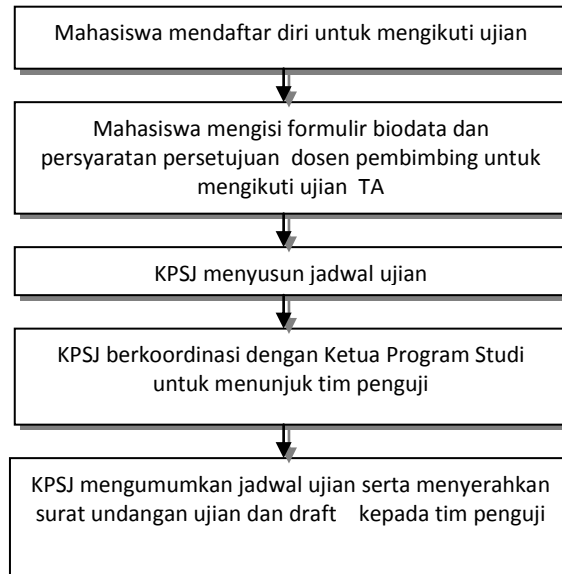 Mahasiswa mendaftar diri untuk mengikuti ujian
Mahasiswa mengisi formulir biodata dan
persyaratan persetujuan dosen pembimbing untuk
mengikuti ujian TA
KPSJ menyusun jadwal ujian
KPSJ berkoordinasi dengan Ketua Program Studi
untuk menunjuk tim penguji
KPSJ mengumumkan jadwal ujian serta menyerahkan
surat undangan ujian dan draft kepada tim penguji